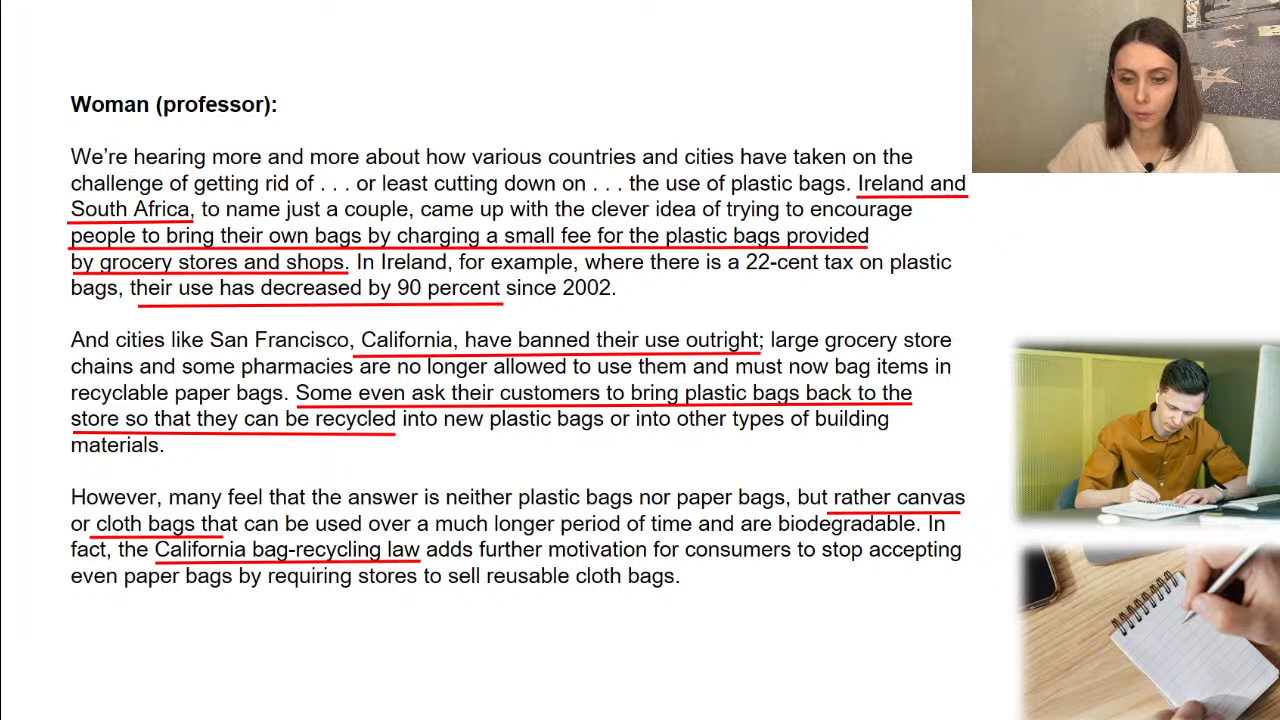 Woman (professor):
We're hearing more and more about how various countries and cities have taken on the
challenge of getting rid of . . . or least cutting down on . . . the use of plastic bags. Ireland and
South Africa, to name just a couple, came up with the clever idea of trying to encourage
people to bring their own bags by charging a small fee for the plastic bags provided
by grocery stores and shops. In Ireland, for example, where there is a 22-cent tax on plastic
bags, their use has decreased by 90 percent since 2002.
And cities like San Francisco, California, have banned their use outright; large grocery store
chains and some pharmacies are no longer allowed to use them and must now bag items in
recyclable paper bags. Some even ask their customers to bring plastic bags back to the
store so that they can be recycled into new plastic bags or into other types of building
materials.
However, many feel that the answer is neither plastic bags nor paper bags, but rather canvas
or cloth bags that can be used over a much longer period of time and are biodegradable. In
fact, the California bag-recycling law adds further motivation for consumers to stop accepting
even paper bags by requiring stores to sell reusable cloth bags.